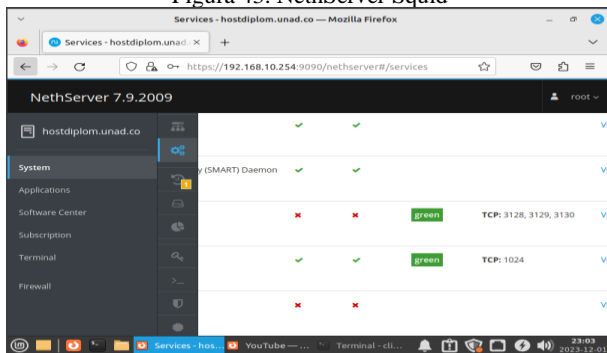 Figura 45. NethServer Squid
Services - hostdiplom.unad.co — Mozilla Firefox
Services - hostdiplom.unad.
https://192.168.10.254:9090/nethserver#/services
NethServer 7.9.2009
root
hostdiplom.unad.co
System
y (SMART) Daemon
1
Applications
Software Center
green
TCP: 3128, 3129, 3130
Subscription
Terminal
green
TCP: 1024
Firewall
Services - hos...
YouTube — ...
Terminal - cli...
23:03
2023-12-01